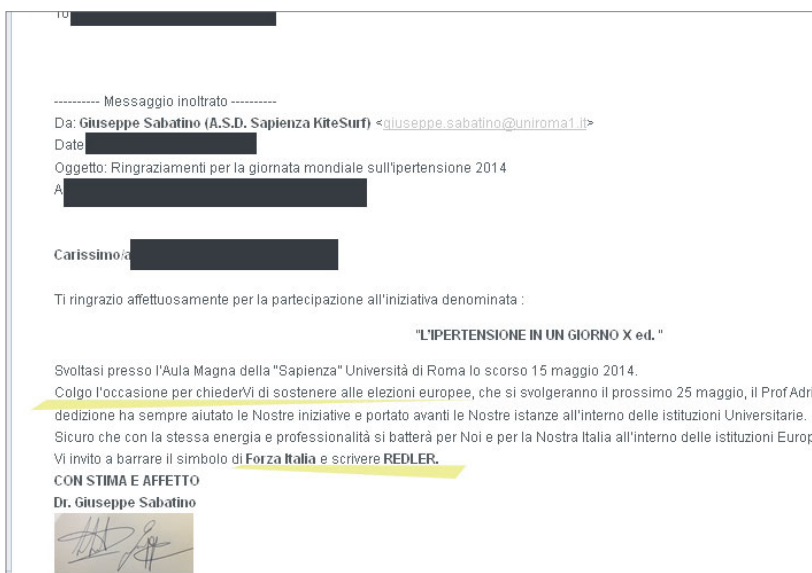 To
---------- Messaggio inoltrato ----------
Da: Giuseppe Sabatino (A.S.D. Sapienza KiteSurf) <giuseppe.sabatino@uniroma1.it>
Date
Oggetto: Ringraziamenti per la giornata mondiale sull'ipertensione 2014
A
Carissimo/a
Ti ringrazio affettuosamente per la partecipazione all'iniziativa denominata :
"L'IPERTENSIONE IN UN GIORNO X ed. "
Svoltasi presso l'Aula Magna della "Sapienza" Università di Roma lo scorso 15 maggio 2014.
Colgo l'occasione per chiederVi di sostenere alle elezioni europee, che si svolgeranno il prossimo 25 maggio, il Prof Adri
dedizione ha sempre aiutato le Nostre iniziative e portato avanti le Nostre istanze all'interno delle istituzioni Universitarie.
Sicuro che con la stessa energia e professionalità si batterà per Noi e per la Nostra Italia all'interno delle istituzioni Europ
Vi invito a barrare il simbolo di Forza Italia e scrivere REDLER.
CON STIMA E AFFETTO
Dr. Giuseppe Sabatino